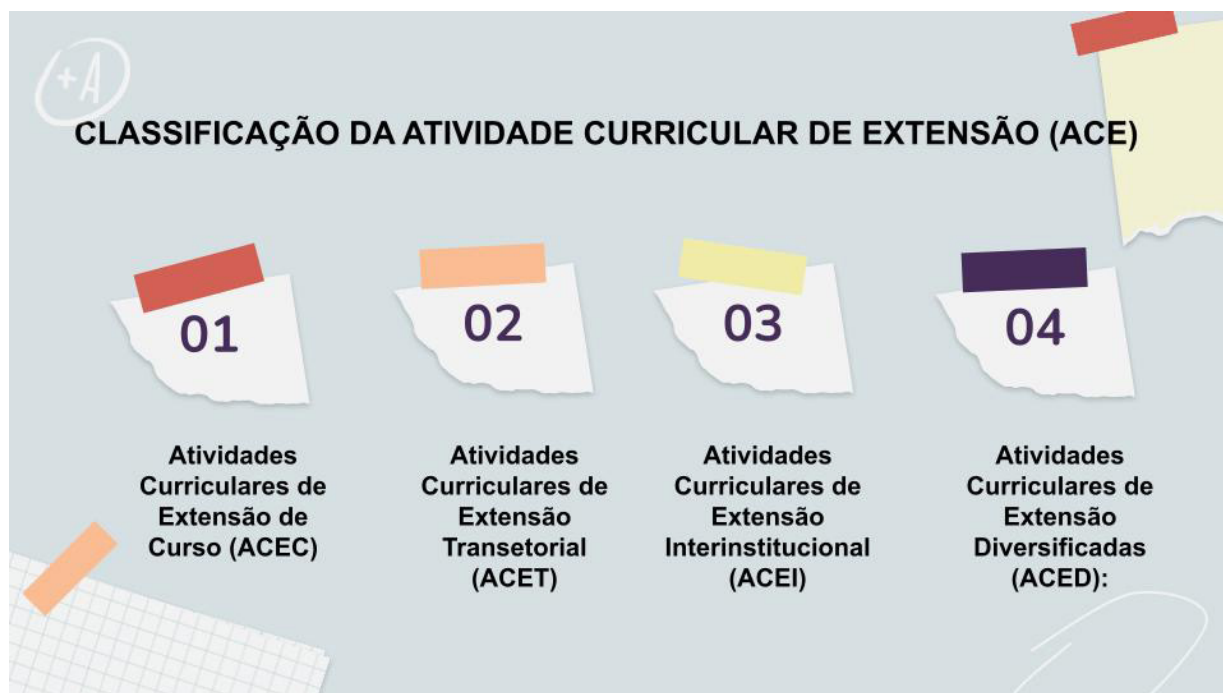 +A
CLASSIFICAÇÃO DA ATIVIDADE CURRICULAR DE EXTENSÃO (ACE)
01
Atividades
Curriculares de
Extensão de
Curso (ACEC)
02
Atividades
Curriculares de
Extensão
Transetorial
(ACET)
03
Atividades
Curriculares de
Extensão
Interinstitucional
(ACEI)
04
Atividades
Curriculares de
Extensão
Diversificadas
(ACED):